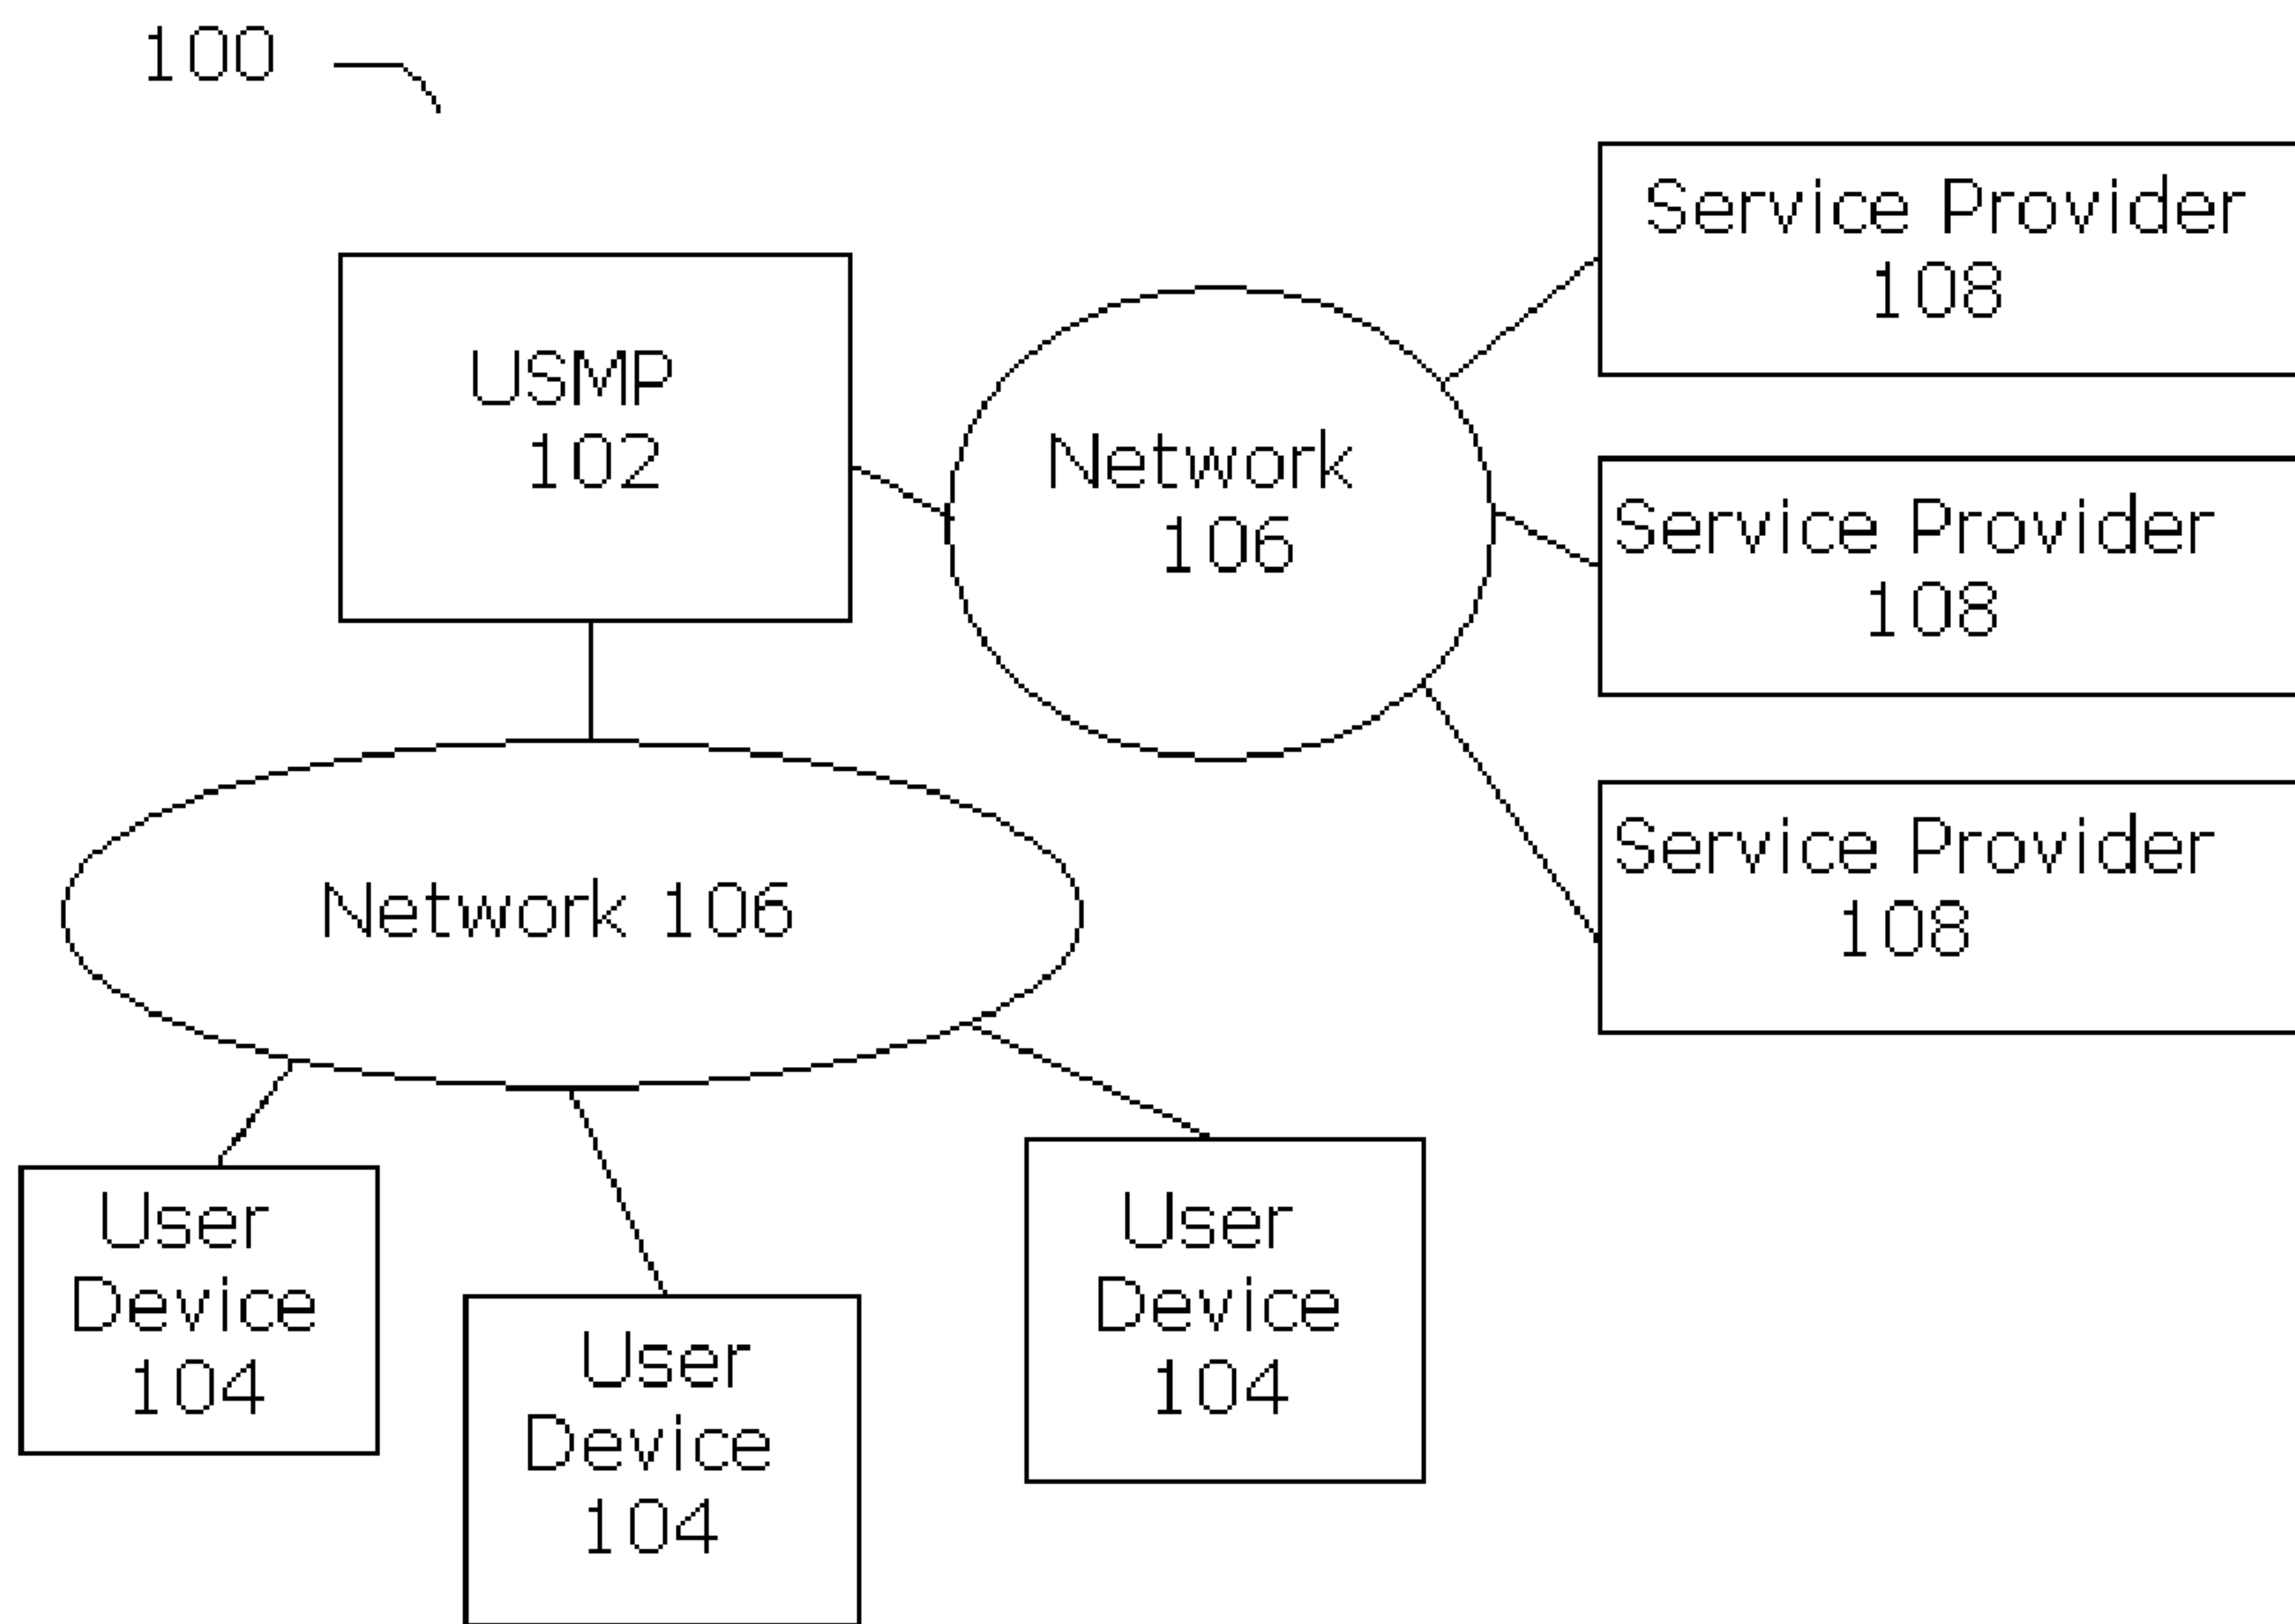 100
USMP
102
Network
106
Service Provider
108
Service Provider
108
Service Provider
108
Network 106
User
Device
104
User
Device
104
User
Device
104